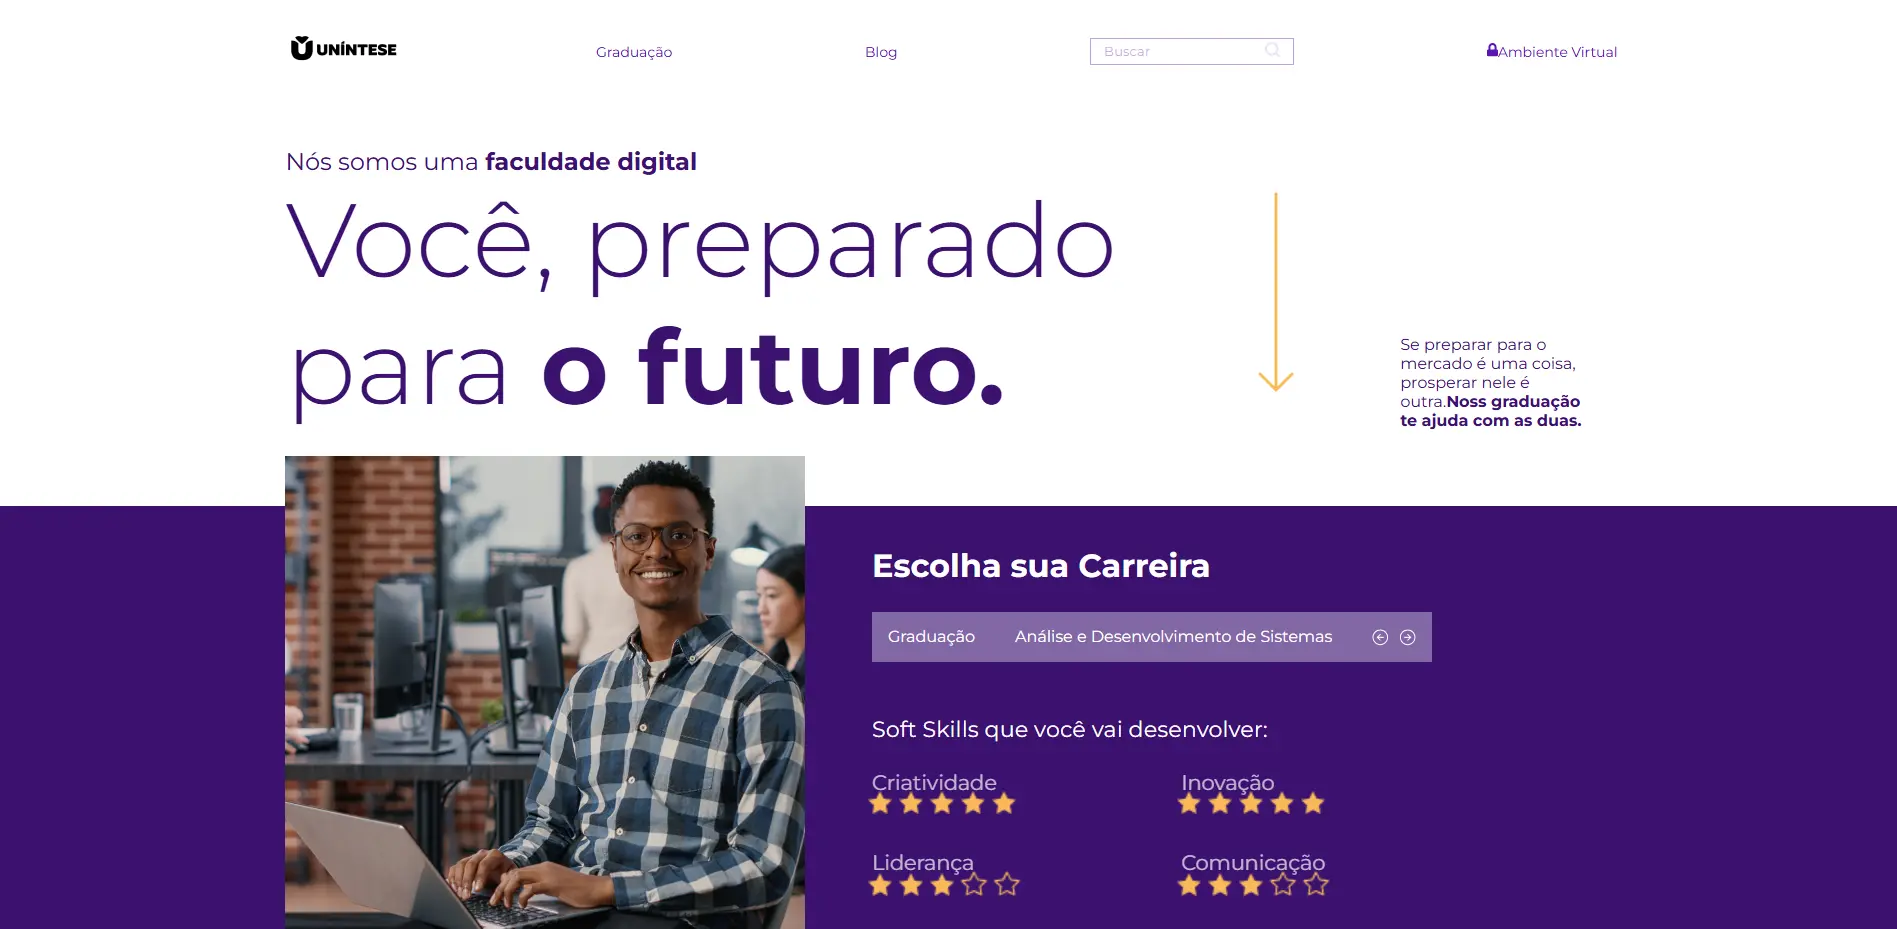 UNÍNTESE
Graduação
Blog
Buscar
Ambiente Virtual
Nós somos uma faculdade digital
Você, preparado
para o futuro.
Se preparar para o
mercado é uma coisa,
prosperar nele é
outra.Noss graduação
te ajuda com as duas.
Escolha sua Carreira
Graduação
Análise e Desenvolvimento de Sistemas
Soft Skills que você vai desenvolver:
Criatividade
Inovação
Liderança
Comunicação